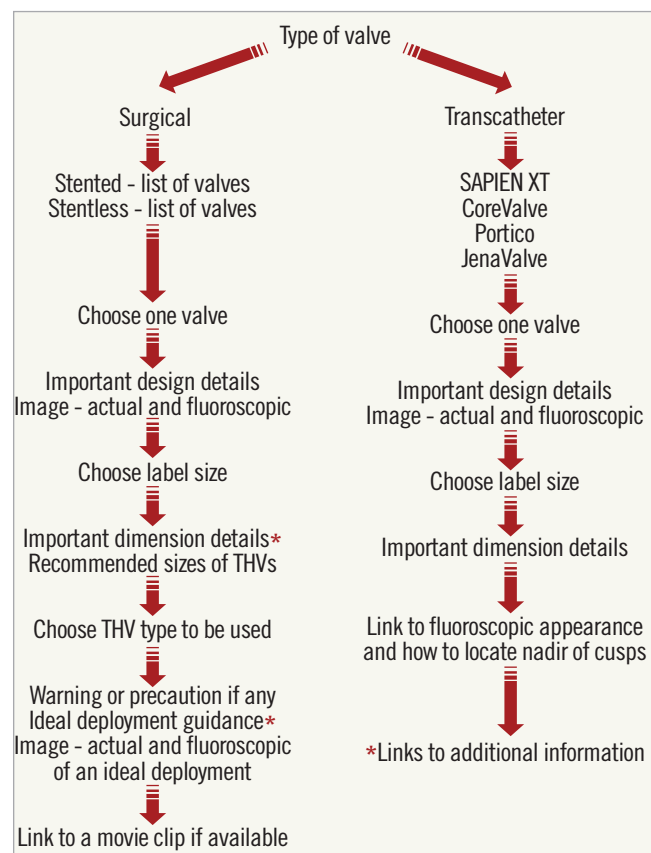 Type of valve
Surgical
Stented - list of valves
Stentless - list of valves
Choose one valve
Important design details
Image - actual and fluoroscopic
Choose label size
Important dimension details*
Recommended sizes of THVs
Choose THV type to be used
Warning or precaution if any
Ideal deployment guidance*
Image - actual and fluoroscopic
of an ideal deployment
Link to a movie clip if available
Transcatheter
SAPIEN XT
CoreValve
Portico
JenaValve
Choose one valve
Important design details
Image - actual and fluoroscopic
Choose label size
Important dimension details
Link to fluoroscopic appearance
and how to locate nadir of cusps
*Links to additional information